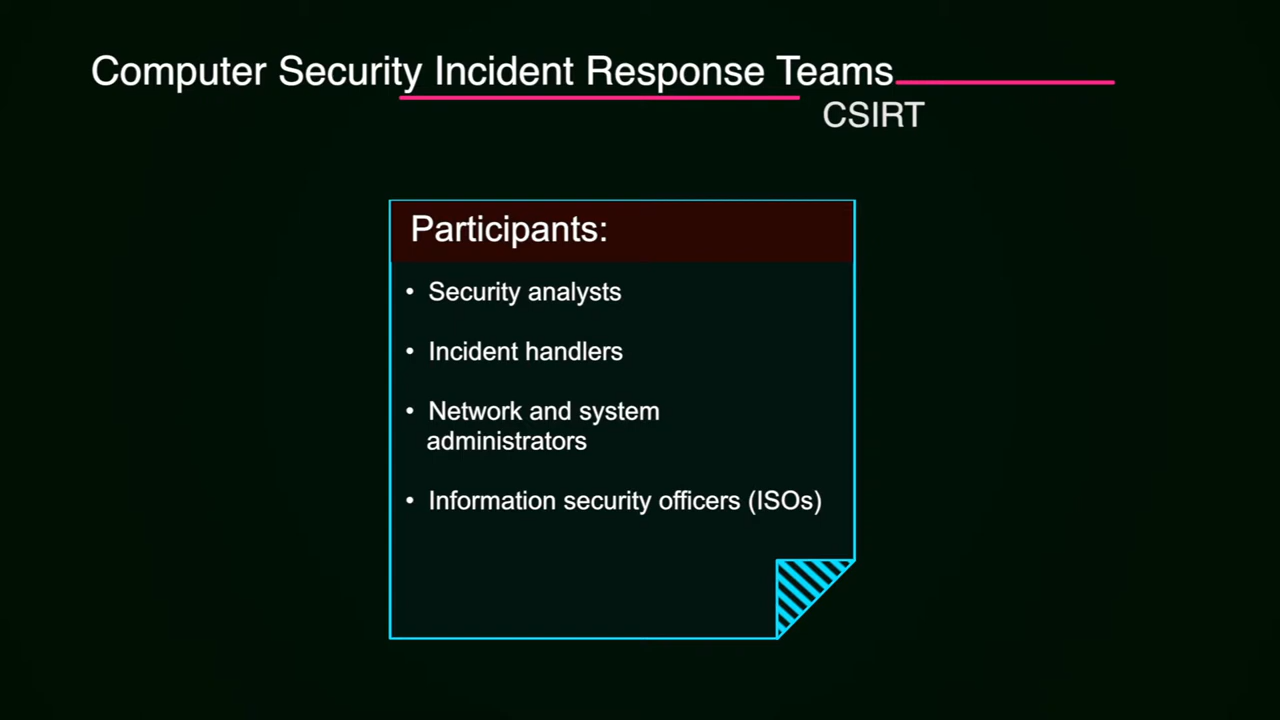 Computer Security Incident Response Teams
CSIRT
Participants:
• Security analysts
• Incident handlers
• Network and system
administrators
• Information security officers (ISOs)